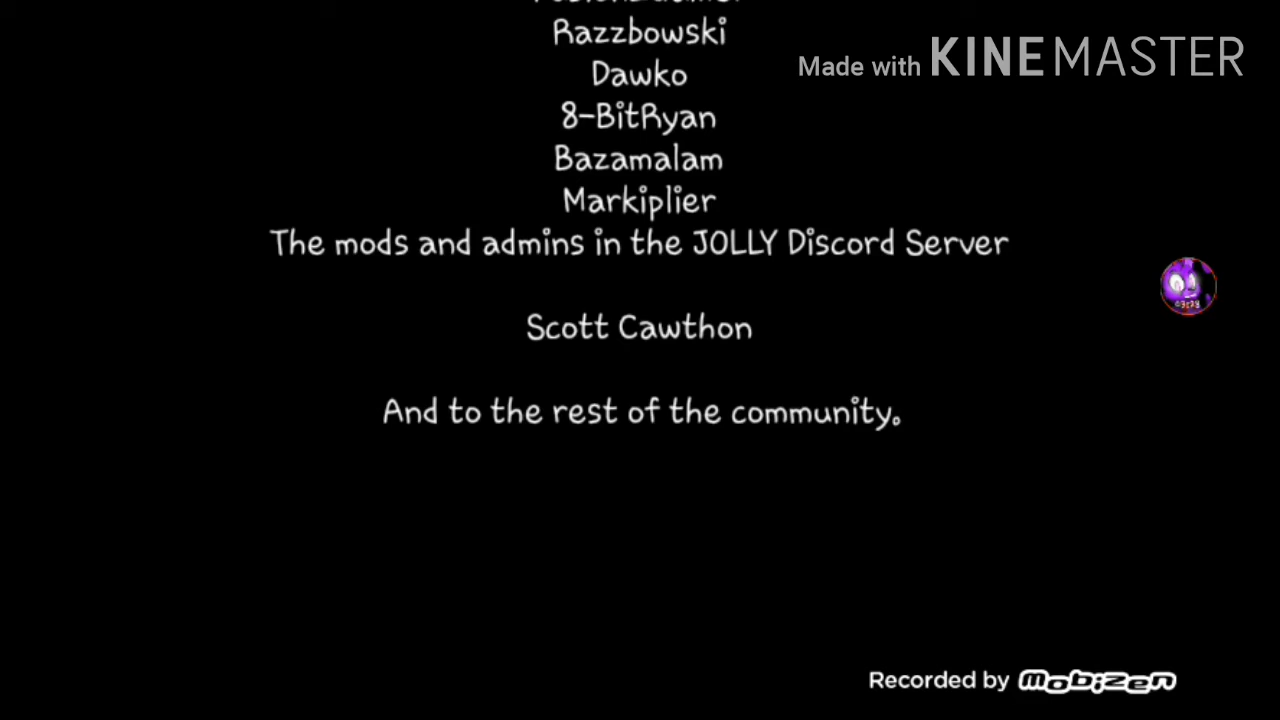 Razzbowski
Made with KINEMASTER
Dawko
8-BitRyan
Bazamalam
Markiplier
The mods and admins in the JOLLY Discord Server
Scott Cawthon
And to the rest of the community.
Recorded by mobizen